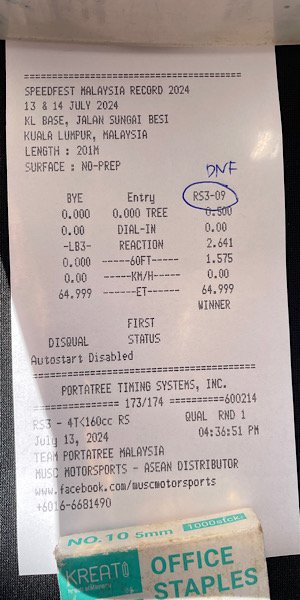 ================================
SPEEDFEST MALAYSIA RECORD 2024
13 & 14 JULY 2024
KL BASE, JALAN SUNGAI BESI
KUALA LUMPUR, MALAYSIA
LENGTH : 201M
SURFACE : NO-PREP
DNF
BYE Entry RS3-09
0.000 0.000 TREE 0.500
0.00 DIAL-IN 0.00
-LB3- REACTION 2.641
0.000 ------60FT----- 1.575
0.00 ------KM/H----- 0.00
64.999 -------ET------ 64.999
WINNER
FIRST
DISQUAL STATUS
Autostart Disabled
================================
PORTATREE TIMING SYSTEMS, INC.
============== 173/174 ==========600214
RS3 - 4TK160cc RS QUAL RND 1
July 13, 2024 04:36:51 PM
TEAM PORTATREE MALAYSIA
MUSC MOTORSPORTS - ASEAN DISTRIBUTOR
www.facebook.com/muscmotorsports
+6016-6681490
NO.10 5mm 1000stcks
KREATO
OFFICE
STAPLES